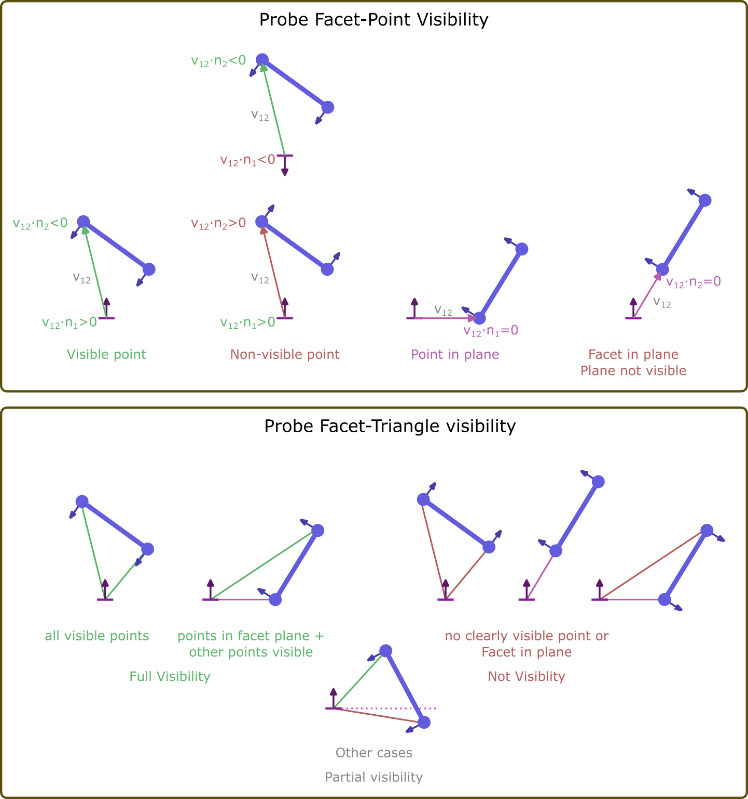 Probe Facet-Point Visibility
v₁₂·n₂<0
v₁₂
v₁₂·n₁<0
v₁₂·n₂<0
v₁₂
v₁₂·n₁>0
v₁₂·n₂>0
v₁₂
v₁₂·n₁>0
v₁₂
v₁₂·n₁=0
v₁₂·n₂=0
v₁₂
Visible point
Non-visible point
Point in plane
Facet in plane
Plane not visible
Probe Facet-Triangle visibility
all visible points
points in facet plane +
other points visible
Full Visibility
no clearly visible point or
Facet in plane
Not Visiblity
Other cases
Partial visibility